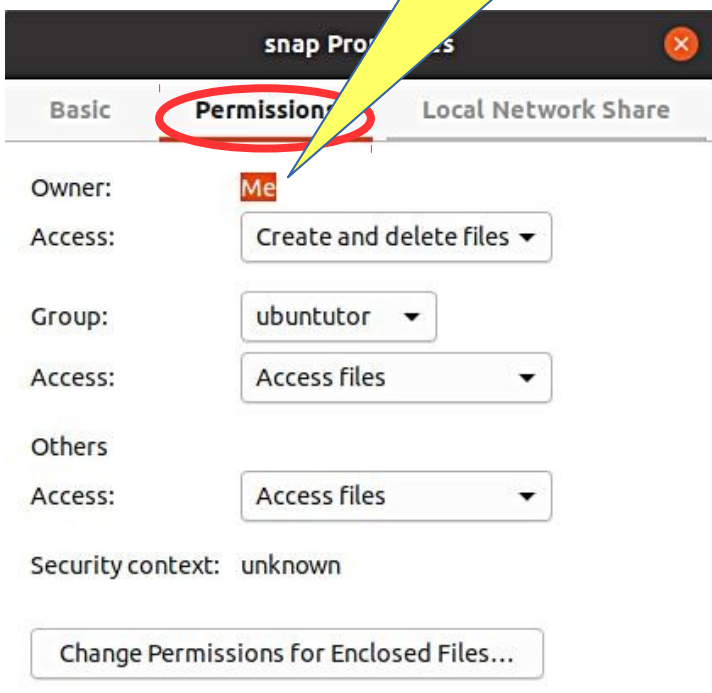 snap Pro es
Basic Permissions Local Network Share
Owner: Me
Access: Create and delete files
Group: ubuntutor
Access: Access files
Others
Access: Access files
Security context: unknown
Change Permissions for Enclosed Files...